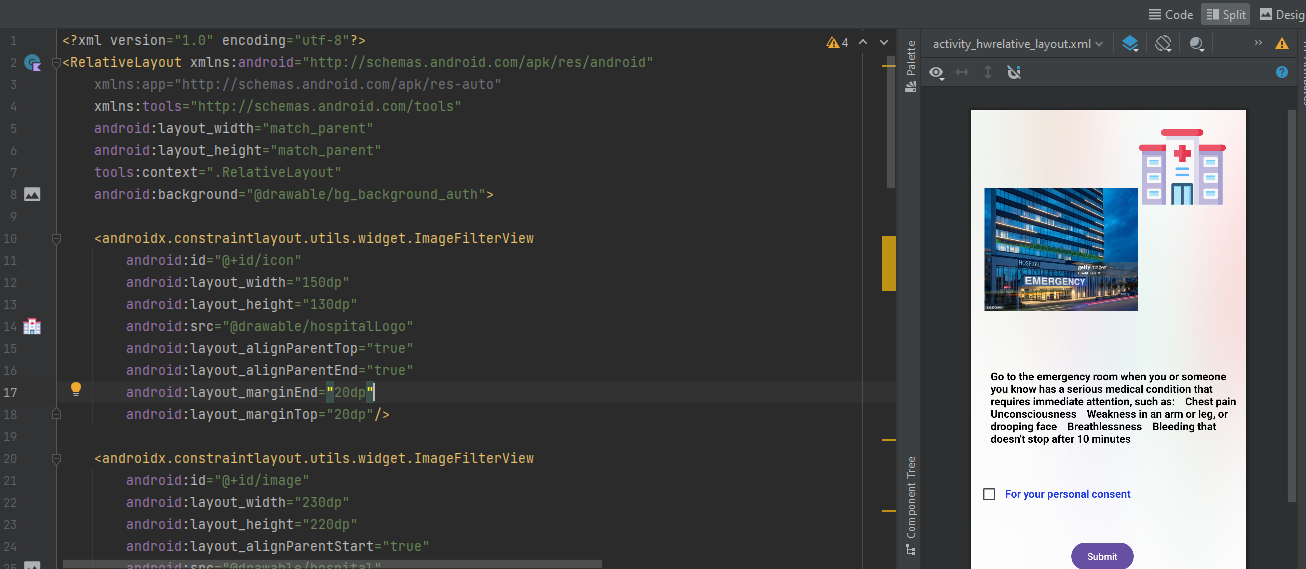 Code
Split
Desig
1 <?xml version="1.0" encoding="utf-8"?>
2 <RelativeLayout xmlns:android="http://schemas.android.com/apk/res/android"
3 xmlns:app="http://schemas.android.com/apk/res-auto"
4 xmlns:tools="http://schemas.android.com/tools"
5 android:layout_width="match_parent"
6 android:layout_height="match_parent"
7 tools:context=".RelativeLayout"
8 android:background="@drawable/bg_background_auth">
9
10 <androidx.constraintlayout.utils.widget.ImageFilterView
11 android:id="@+id/icon"
12 android:layout_width="150dp"
13 android:layout_height="130dp"
14 android:src="@drawable/hospitalLogo"
15 android:layout_alignParentTop="true"
16 android:layout_alignParentEnd="true"
17 android:layout_marginEnd="20dp"
18 android:layout_marginTop="20dp"/>
19
20 <androidx.constraintlayout.utils.widget.ImageFilterView
21 android:id="@+id/image"
22 android:layout_width="230dp"
23 android:layout_height="220dp"
24 android:layout_alignParentStart="true"
25 android:src="@drawable/hospital"
4
Palette
Component Tree
activity_hwrelative_layout.xml
HOSPITAL
gettyimages
EMERGENCY
Go to the emergency room when you or someone
you know has a serious medical condition that
requires immediate attention, such as: Chest pain
Unconsciousness Weakness in an arm or leg, or
drooping face Breathlessness Bleeding that
doesn't stop after 10 minutes
For your personal consent
Submit